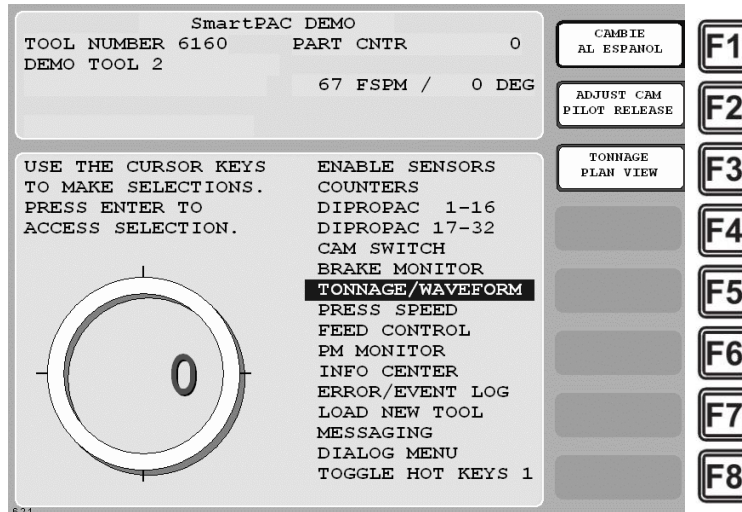 SmartPAC DEMO
TOOL NUMBER 6160 PART CNTR 0
DEMO TOOL 2
67 FSPM / 0 DEG
USE THE CURSOR KEYS
TO MAKE SELECTIONS.
PRESS ENTER TO
ACCESS SELECTION.
0
ENABLE SENSORS
COUNTERS
DIPROPAC 1-16
DIPROPAC 17-32
CAM SWITCH
BRAKE MONITOR
TONNAGE/WAVEFORM
PRESS SPEED
FEED CONTROL
PM MONITOR
INFO CENTER
ERROR/EVENT LOG
LOAD NEW TOOL
MESSAGING
DIALOG MENU
TOGGLE HOT KEYS 1
CAMBIE
AL ESPANOL
F1
ADJUST CAM
PILOT RELEASE
F2
TONNAGE
PLAN VIEW
F3
F4
F5
F6
F7
F8